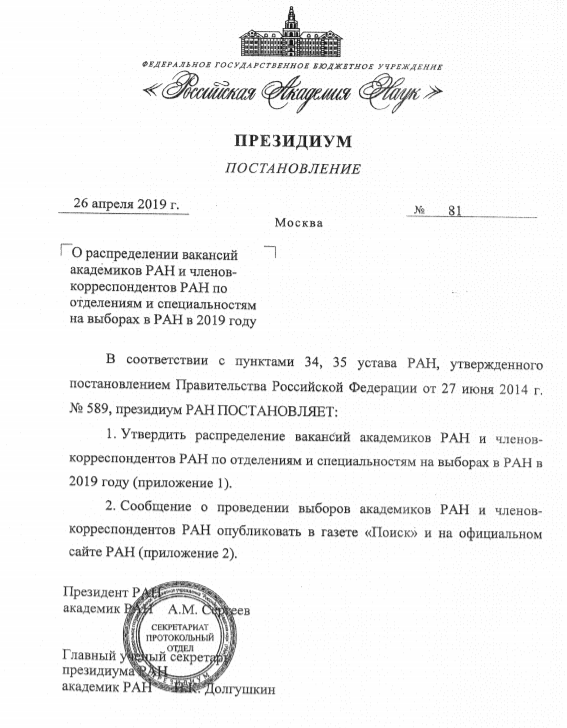 ФЕДЕРАЛЬНОЕ ГОСУДАРСТВЕННОЕ БЮДЖЕТНОЕ УЧРЕЖДЕНИЕ
«Российская Академия Наук»
ПРЕЗИДИУМ
ПОСТАНОВЛЕНИЕ
26 апреля 2019 г.
№ 81
Москва
О распределении вакансий
академиков РАН и членов-
корреспондентов РАН по
отделениям и специальностям
на выборах в РАН в 2019 году
В соответствии с пунктами 34, 35 устава РАН, утвержденного
постановлением Правительства Российской Федерации от 27 июня 2014 г.
№ 589, президиум РАН ПОСТАНОВЛЯЕТ:
1. Утвердить распределение вакансий академиков РАН и членов-
корреспондентов РАН по отделениям и специальностям на выборах в РАН в
2019 году (приложение 1).
2. Сообщение о проведении выборов академиков РАН и членов-
корреспондентов РАН опубликовать в газете «Поиск» и на официальном
сайте РАН (приложение 2).
Президент РАН
академик РАН А.М. Сергеев
СЕКРЕТАРИАТ
ПРОТОКОЛЬНЫЙ
ОТДЕЛ
ПРЕЗИДИУМ
Главный ученый секретарь
президиума РАН
академик РАН Н.К. Долгушкин